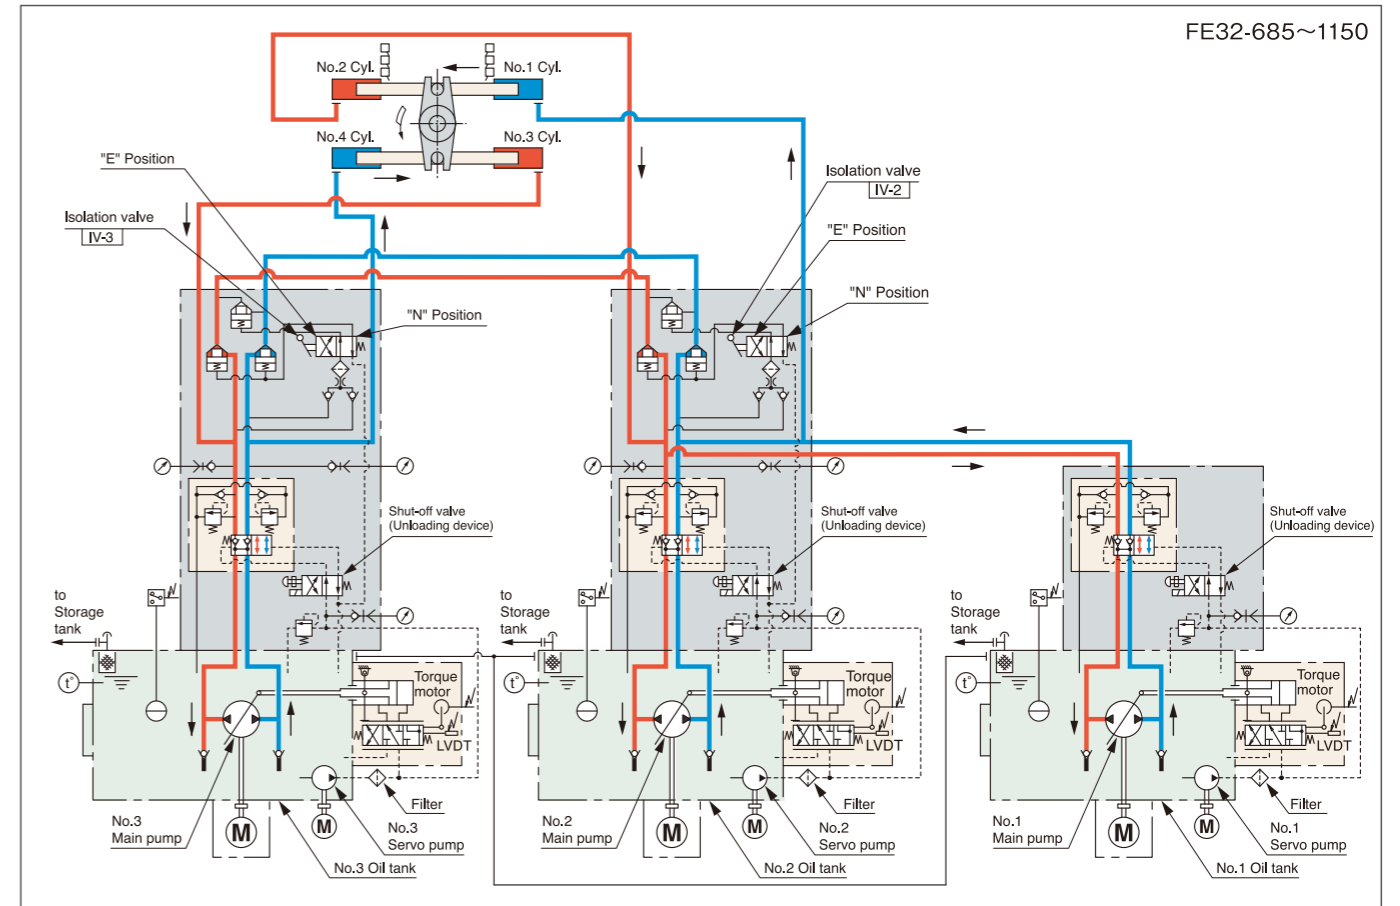 FE32-685～1150
No.2 Cyl.
No.1 Cyl.
No.4 Cyl.
No.3 Cyl.
"E" Position
Isolation valve
IV-3
"N" Position
Isolation valve
IV-2
"E" Position
"N" Position
Shut-off valve
(Unloading device)
Shut-off valve
(Unloading device)
Shut-off valve
(Unloading device)
to
Storage
tank
to
Storage
tank
to
Storage
tank
t°
t°
t°
Torque
motor
LVDT
Torque
motor
LVDT
Torque
motor
LVDT
Filter
Filter
Filter
M
M
M
M
M
M
No.3
Main pump
No.3
Servo pump
No.3 Oil tank
No.2
Main pump
No.2
Servo pump
No.2 Oil tank
No.1
Main pump
No.1
Servo pump
No.1 Oil tank